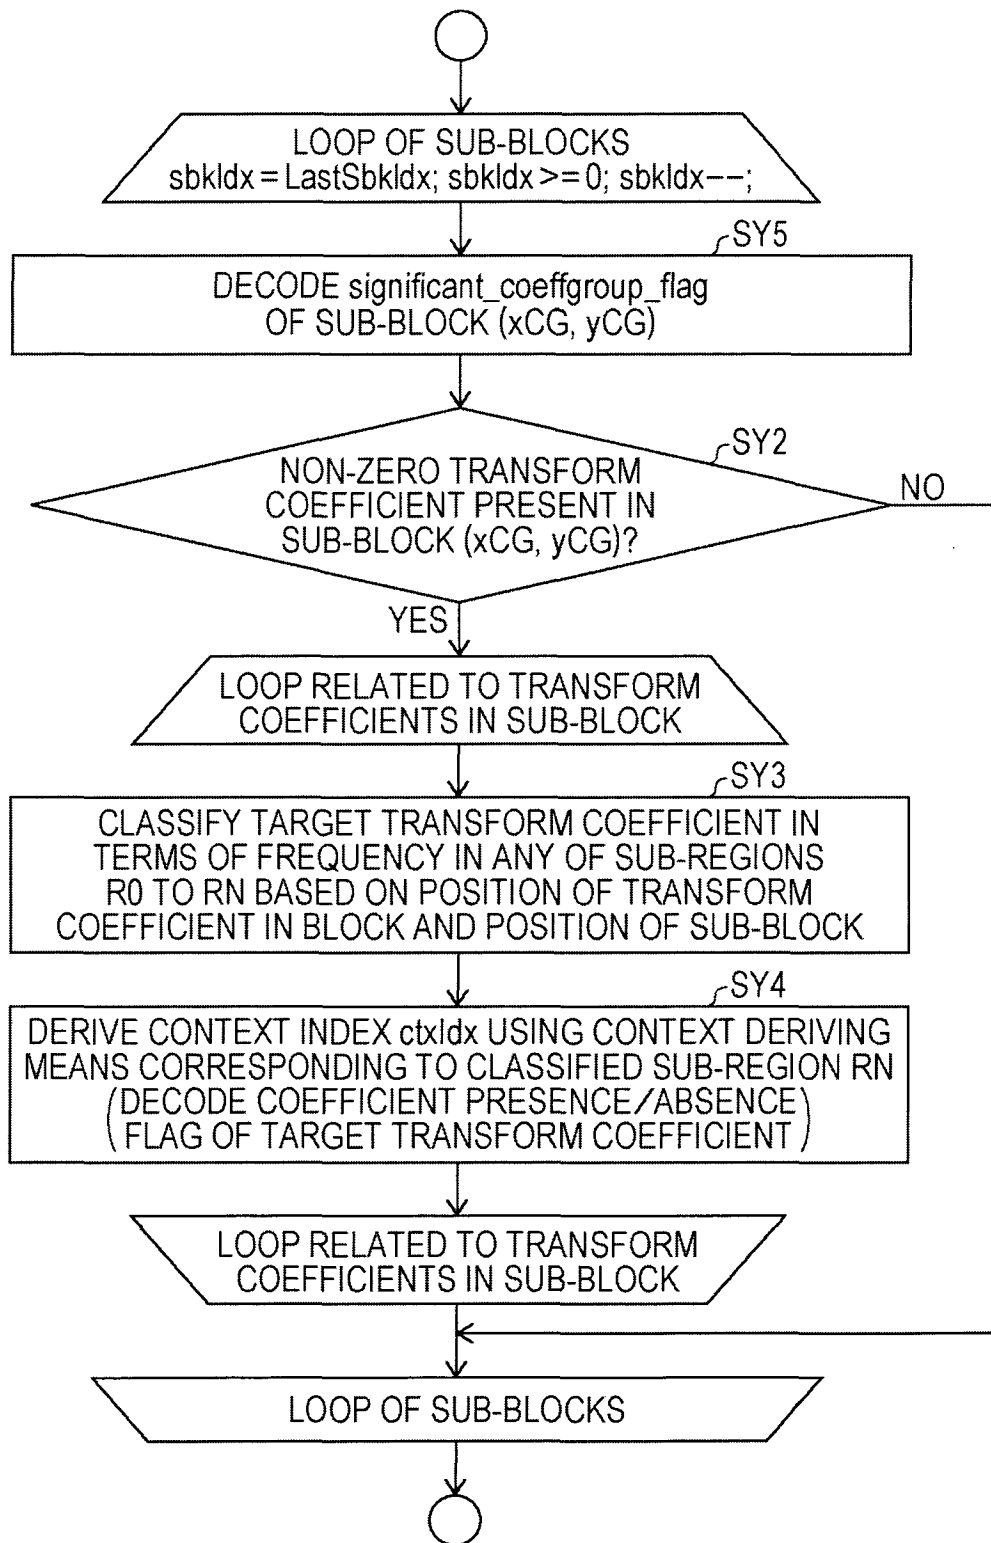 LOOP OF SUB-BLOCKS
sbkIdx=LastSbkIdx; sbkIdx>=0; sbkIdx--;
SY5
DECODE significant_coeffgroup_flag
OF SUB-BLOCK (xCG, yCG)
SY2
NON-ZERO TRANSFORM
COEFFICIENT PRESENT IN
SUB-BLOCK (xCG, yCG)?
NO
YES
LOOP RELATED TO TRANSFORM
COEFFICIENTS IN SUB-BLOCK
SY3
CLASSIFY TARGET TRANSFORM COEFFICIENT IN
TERMS OF FREQUENCY IN ANY OF SUB-REGIONS
R0 TO RN BASED ON POSITION OF TRANSFORM
COEFFICIENT IN BLOCK AND POSITION OF SUB-BLOCK
SY4
DERIVE CONTEXT INDEX ctxIdx USING CONTEXT DERIVING
MEANS CORRESPONDING TO CLASSIFIED SUB-REGION RN
(DECODE COEFFICIENT PRESENCE/ABSENCE
FLAG OF TARGET TRANSFORM COEFFICIENT)
LOOP RELATED TO TRANSFORM
COEFFICIENTS IN SUB-BLOCK
LOOP OF SUB-BLOCKS